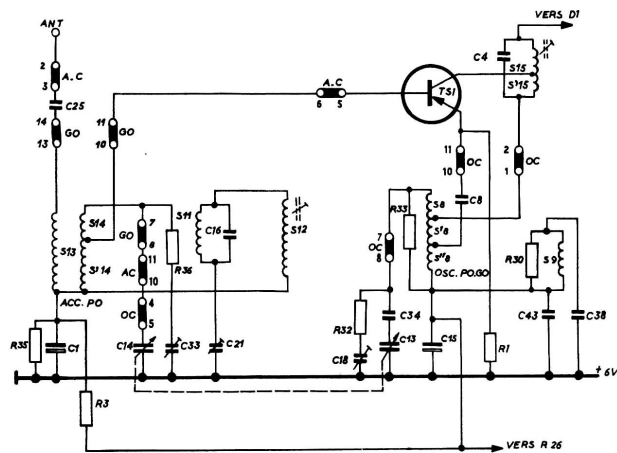 ANT
VERS D1
2
A.C
3
C25
14
GO
13
11
GO
10
A.C
6 5
TS1
C4
S15
S'15
11
OC
10
2
OC
1
C8
S13
S14
S'14
7
GO
8
11
AC
10
OC
4
5
R36
S11
C16
S12
7
OC
8
R33
S8
S'8
S"8
OSC. PO.GO
R30
S9
ACC. PO
R35
C1
C14
C33
C21
R32
C18
C34
C13
C15
R1
C43
C38
+ 6V
R3
VERS R 26